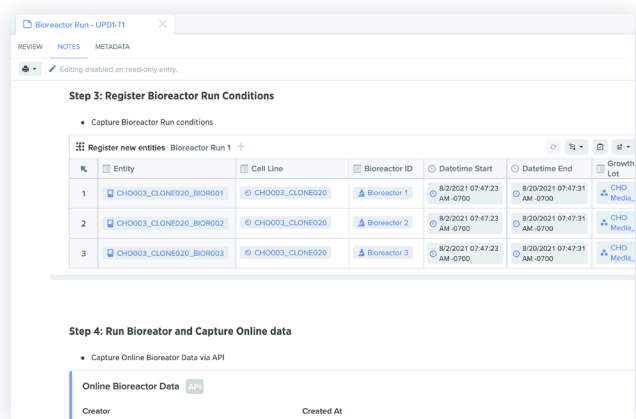 Bioreactor Run - UPD1-T1
REVIEW NOTES METADATA
Editing disabled on read-only entry.
Step 3: Register Bioreactor Run Conditions
Capture Bioreactor Run conditions
Register new entities Bioreactor Run 1
Entity Cell Line Bioreactor ID Datetime Start Datetime End Growth Lot
1 CHO003_CLONE020_BIOR001 CHO003_CLONE020 Bioreactor 1 8/2/2021 07:47:23 AM -0700 8/20/2021 07:47:31 AM -0700 CHO Media_
2 CHO003_CLONE020_BIOR002 CHO003_CLONE020 Bioreactor 2 8/2/2021 07:47:23 AM -0700 8/20/2021 07:47:31 AM -0700 CHO Media_
3 CHO003_CLONE020_BIOR003 CHO003_CLONE020 Bioreactor 3 8/2/2021 07:47:23 AM -0700 8/20/2021 07:47:31 AM -0700 CHO Media_
Step 4: Run Bioreator and Capture Online data
Capture Online Bioreator Data via API
Online Bioreactor Data API
Creator Created At